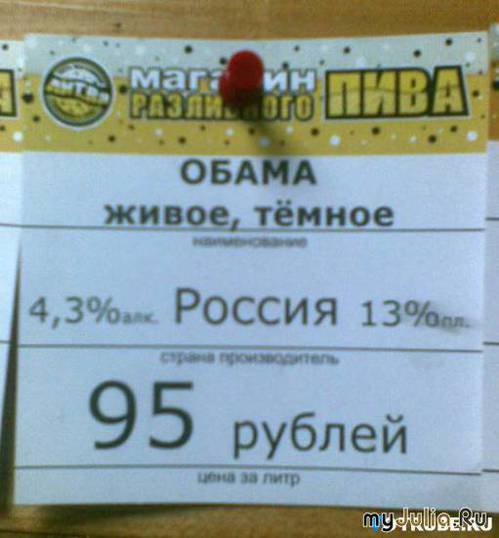 магазин
РАЗЛИВНОГО ПИВА
ОБАМА
живое, тёмное
наименование
4,3%алк. Россия 13%пл.
страна производитель
95 рублей
цена за литр
myJulia.Ru